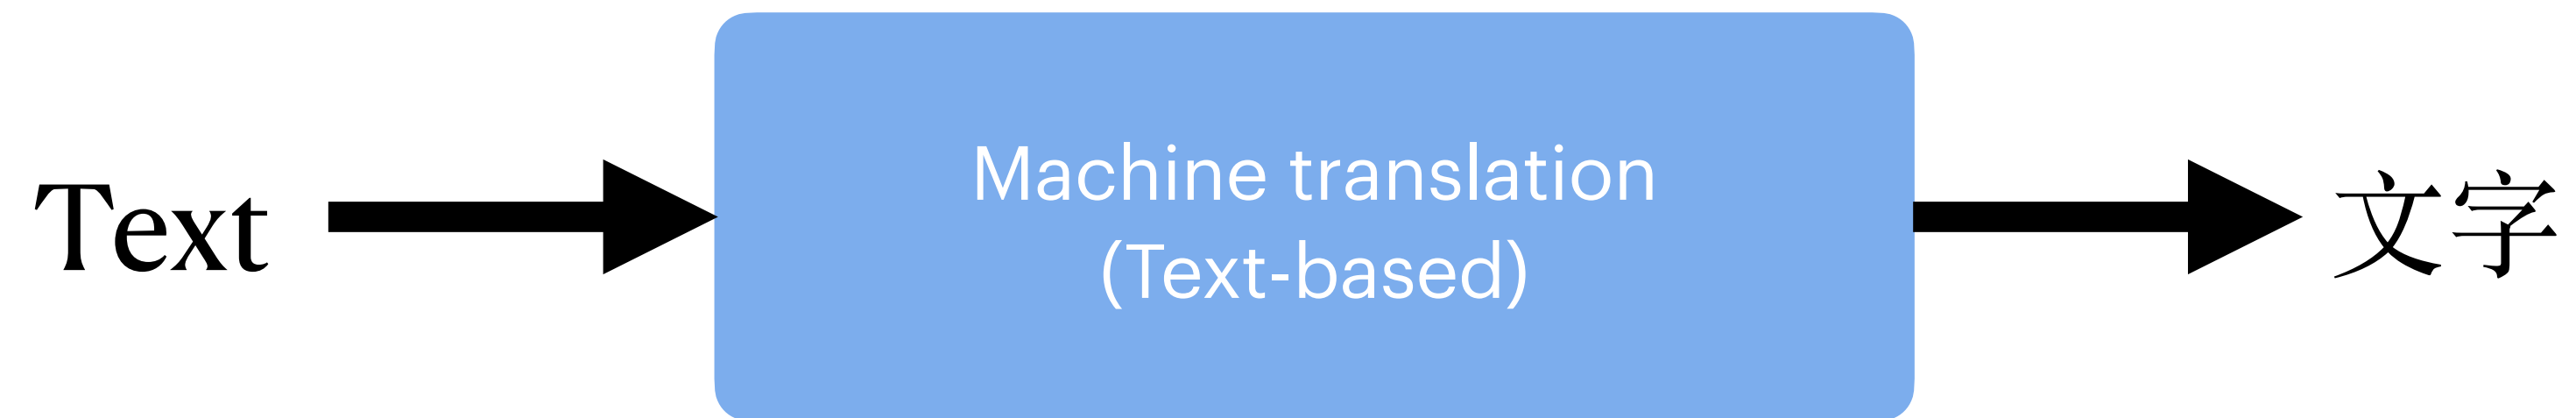 Text
Machine translation
(Text-based)
文字